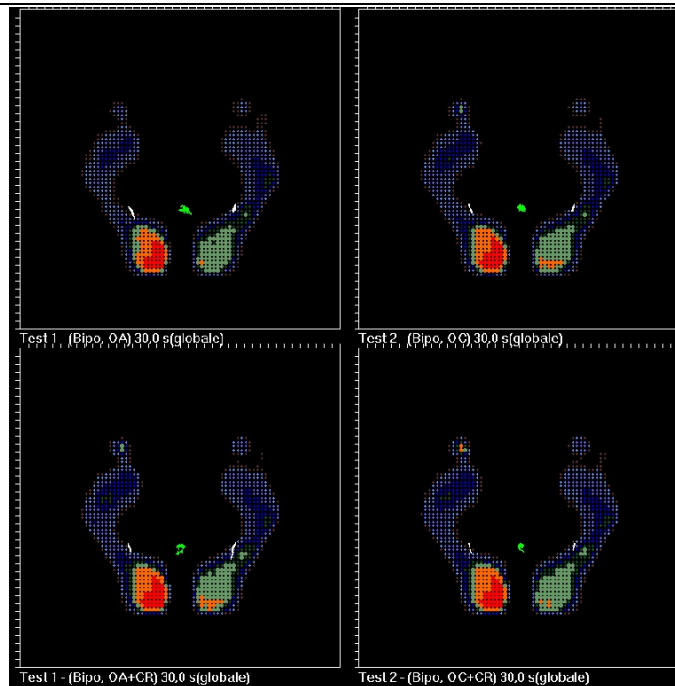 Test 1 - (Bipo, OA) 30,0 s(globale)
Test 2 - (Bipo, OC) 30,0 s(globale)
Test 1 - (Bipo, OA+CR) 30,0 s(globale)
Test 2 - (Bipo, OC+CR) 30,0 s(globale)